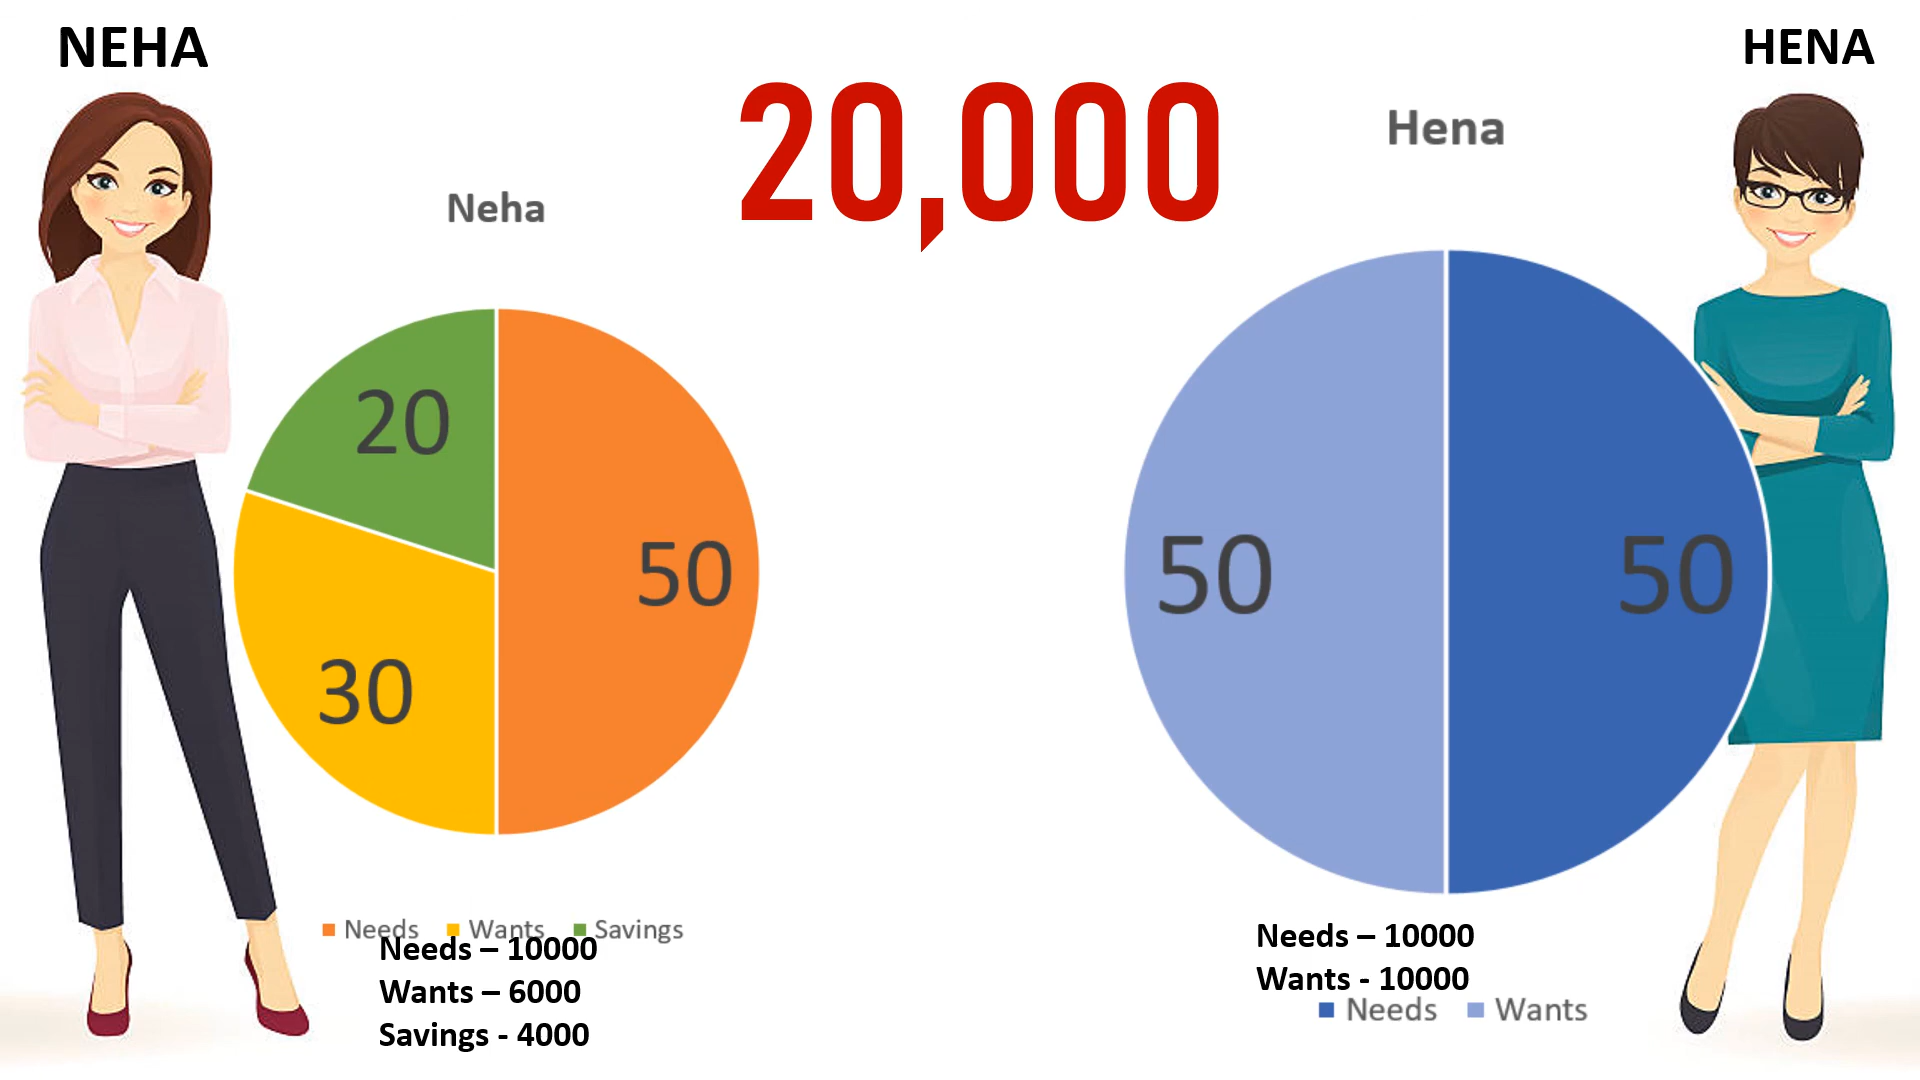 NEHA
HENA
20,000
Neha
20
50
30
Needs Wants Savings
Needs – 10000
Wants – 6000
Savings - 4000
Hena
50
50
Needs – 10000
Wants - 10000
Needs Wants